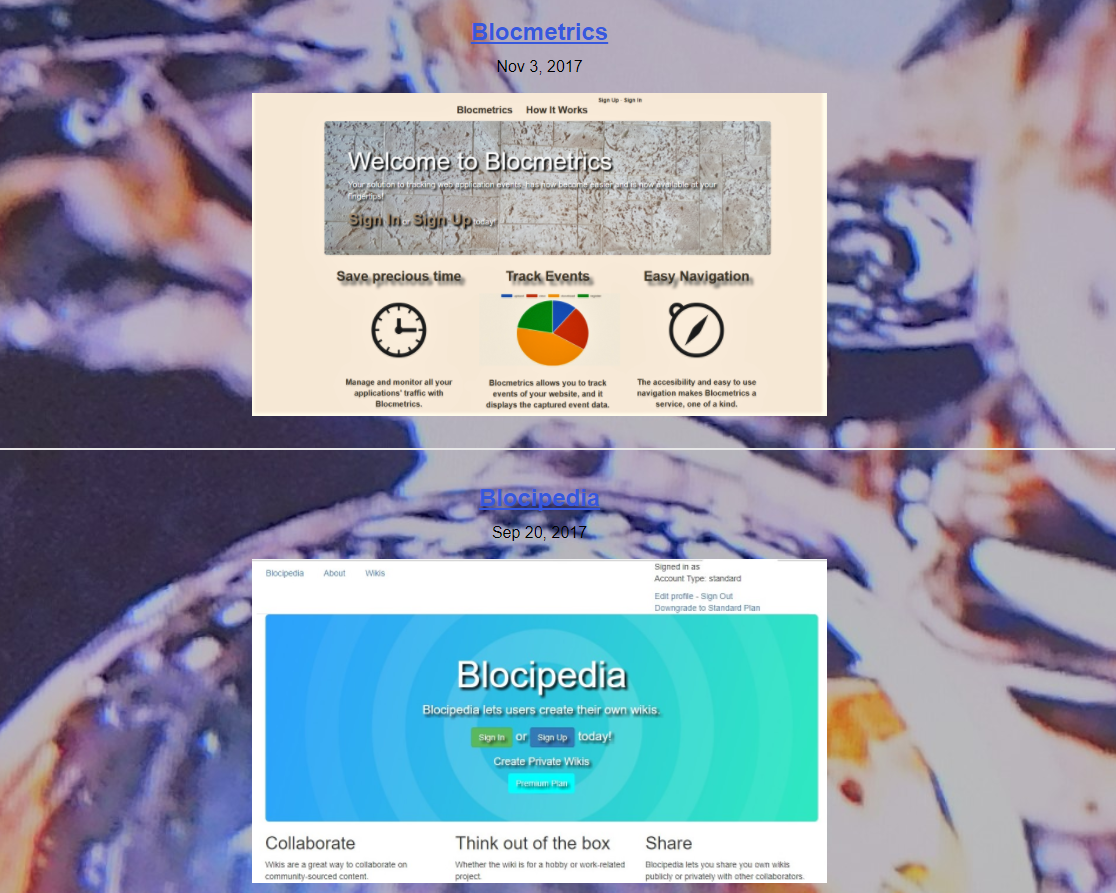 Blocmetrics
Nov 3, 2017
Blocmetrics How It Works Sign Up - Sign In
Welcome to Blocmetrics
Your solution to tracking web application events, has now become easier and is now available at your
fingertips!
Sign In or Sign Up today!
Save precious time
Track Events
Easy Navigation
Manage and monitor all your
applications' traffic with
Blocmetrics.
Blocmetrics allows you to track
events of your website, and it
displays the captured event data.
The accesibility and easy to use
navigation makes Blocmetrics a
service, one of a kind.
Blocipedia
Sep 20, 2017
Blocipedia About Wikis
Signed in as
Account Type: standard
Edit profile - Sign Out
Downgrade to Standard Plan
Blocipedia
Blocipedia lets users create their own wikis.
Sign In or Sign Up today!
Create Private Wikis
Premium Plan
Collaborate
Wikis are a great way to collaborate on
community-sourced content.
Think out of the box
Whether the wiki is for a hobby or work-related
project.
Share
Blocipedia lets you share you own wikis
publicly or privately with other collaborators.